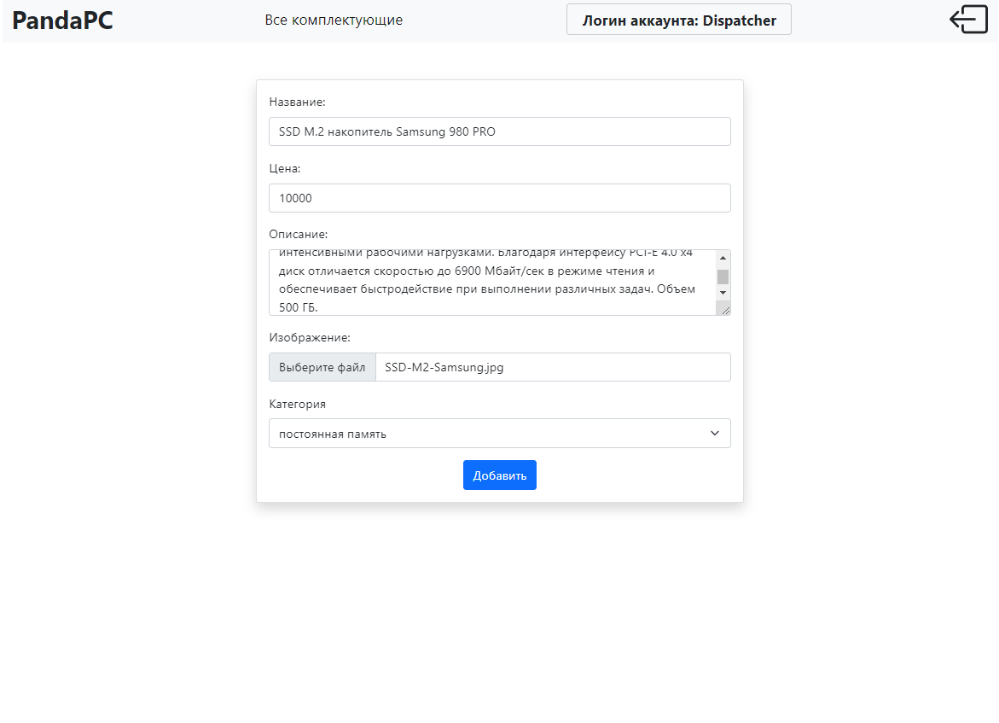 PandaPC
Все комплектующие
Логин аккаунта: Dispatcher
Название:
SSD M.2 накопитель Samsung 980 PRO
Цена:
10000
Описание:
интенсивными рабочими нагрузками. Благодаря интерфейсу PCI-E 4.0 x4
диск отличается скоростью до 6900 Мбайт/сек в режиме чтения и
обеспечивает быстродействие при выполнении различных задач. Объем
500 ГБ.
Изображение:
Выберите файл SSD-M2-Samsung.jpg
Категория
постоянная память
Добавить